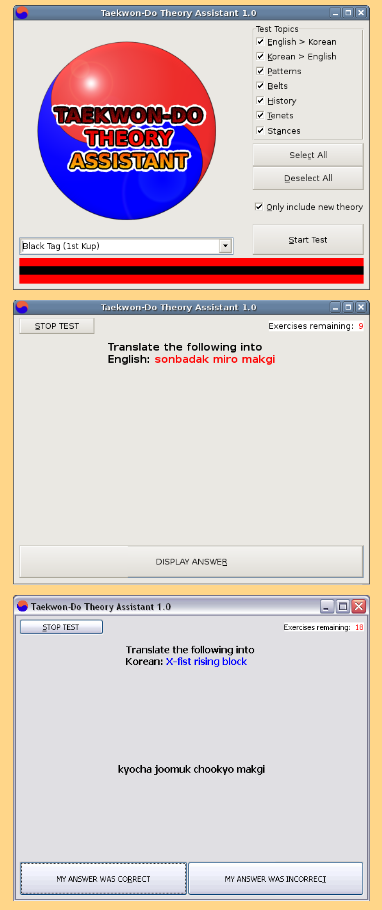 Taekwon-Do Theory Assistant 1.0
Test Topics
English > Korean
Korean > English
Patterns
Belts
History
Tenets
Stances
TAEKWON-DO
THEORY
ASSISTANT
Select All
Deselect All
Only include new theory
Black Tag (1st Kup)
Start Test
Taekwon-Do Theory Assistant 1.0
STOP TEST
Exercises remaining: 9
Translate the following into
English: sonbadak miro makgi
DISPLAY ANSWER
Taekwon-Do Theory Assistant 1.0
STOP TEST
Exercises remaining: 18
Translate the following into
Korean: X-fist rising block
kyocha joomuk chookyo makgi
MY ANSWER WAS CORRECT
MY ANSWER WAS INCORRECT